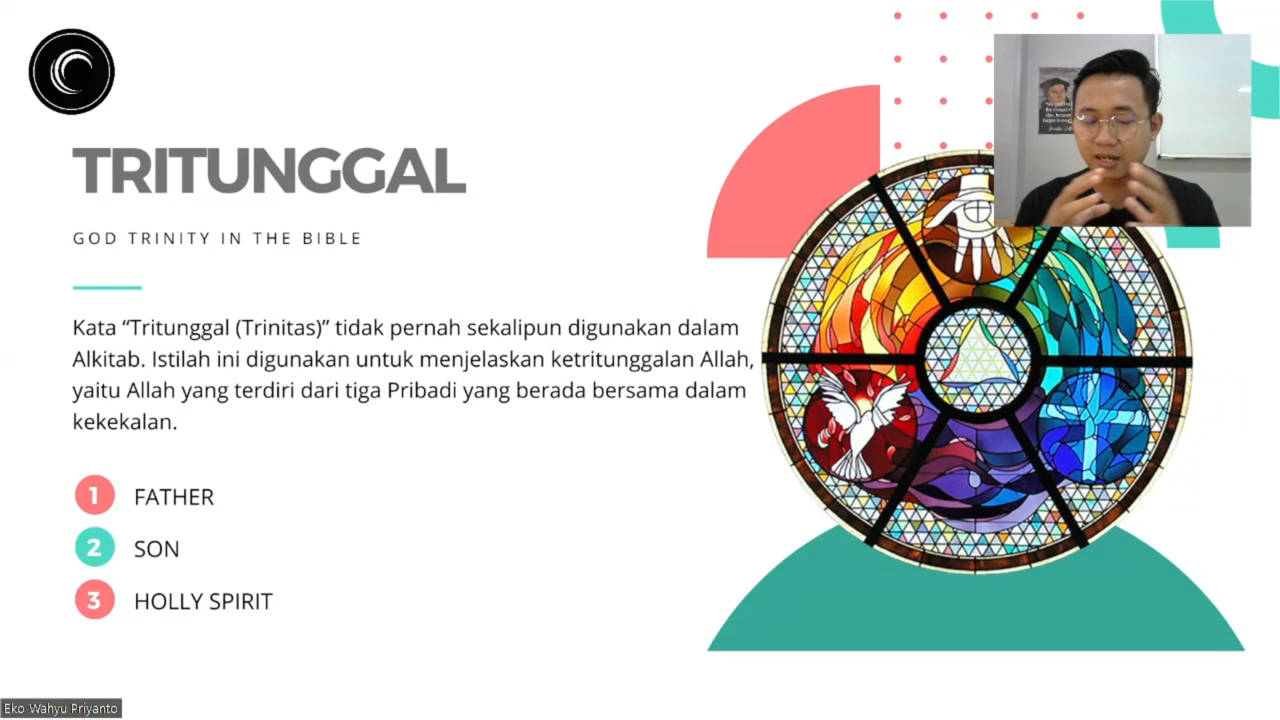 TRITUNGGAL
GOD TRINITY IN THE BIBLE
Kata “Tritunggal (Trinitas)” tidak pernah sekalipun digunakan dalam
Alkitab. Istilah ini digunakan untuk menjelaskan ketritunggalan Allah,
yaitu Allah yang terdiri dari tiga Pribadi yang berada bersama dalam
kekekalan.
1 FATHER
2 SON
3 HOLLY SPIRIT
Eko Wahyu Priyanto